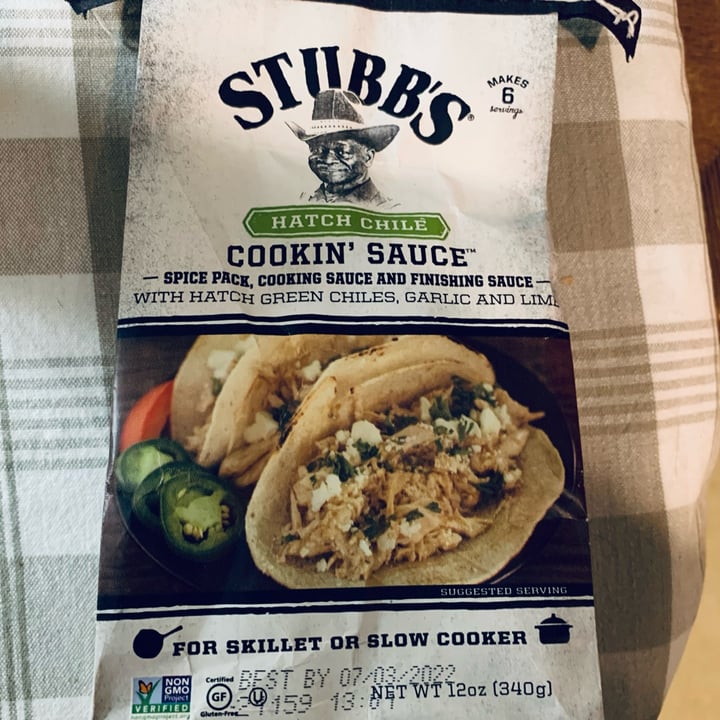 STUBB'S®
MAKES
6
servings
HATCH CHILE
COOKIN' SAUCE™
— SPICE PACK, COOKING SAUCE AND FINISHING SAUCE —
WITH HATCH GREEN CHILES, GARLIC AND LIME
SUGGESTED SERVING
FOR SKILLET OR SLOW COOKER
NON
GMO
Project
VERIFIED
nongmoproject.org
Certified
GF
Gluten-Free
U
BEST BY 07/03/2022
NET WT 12oz (340g)